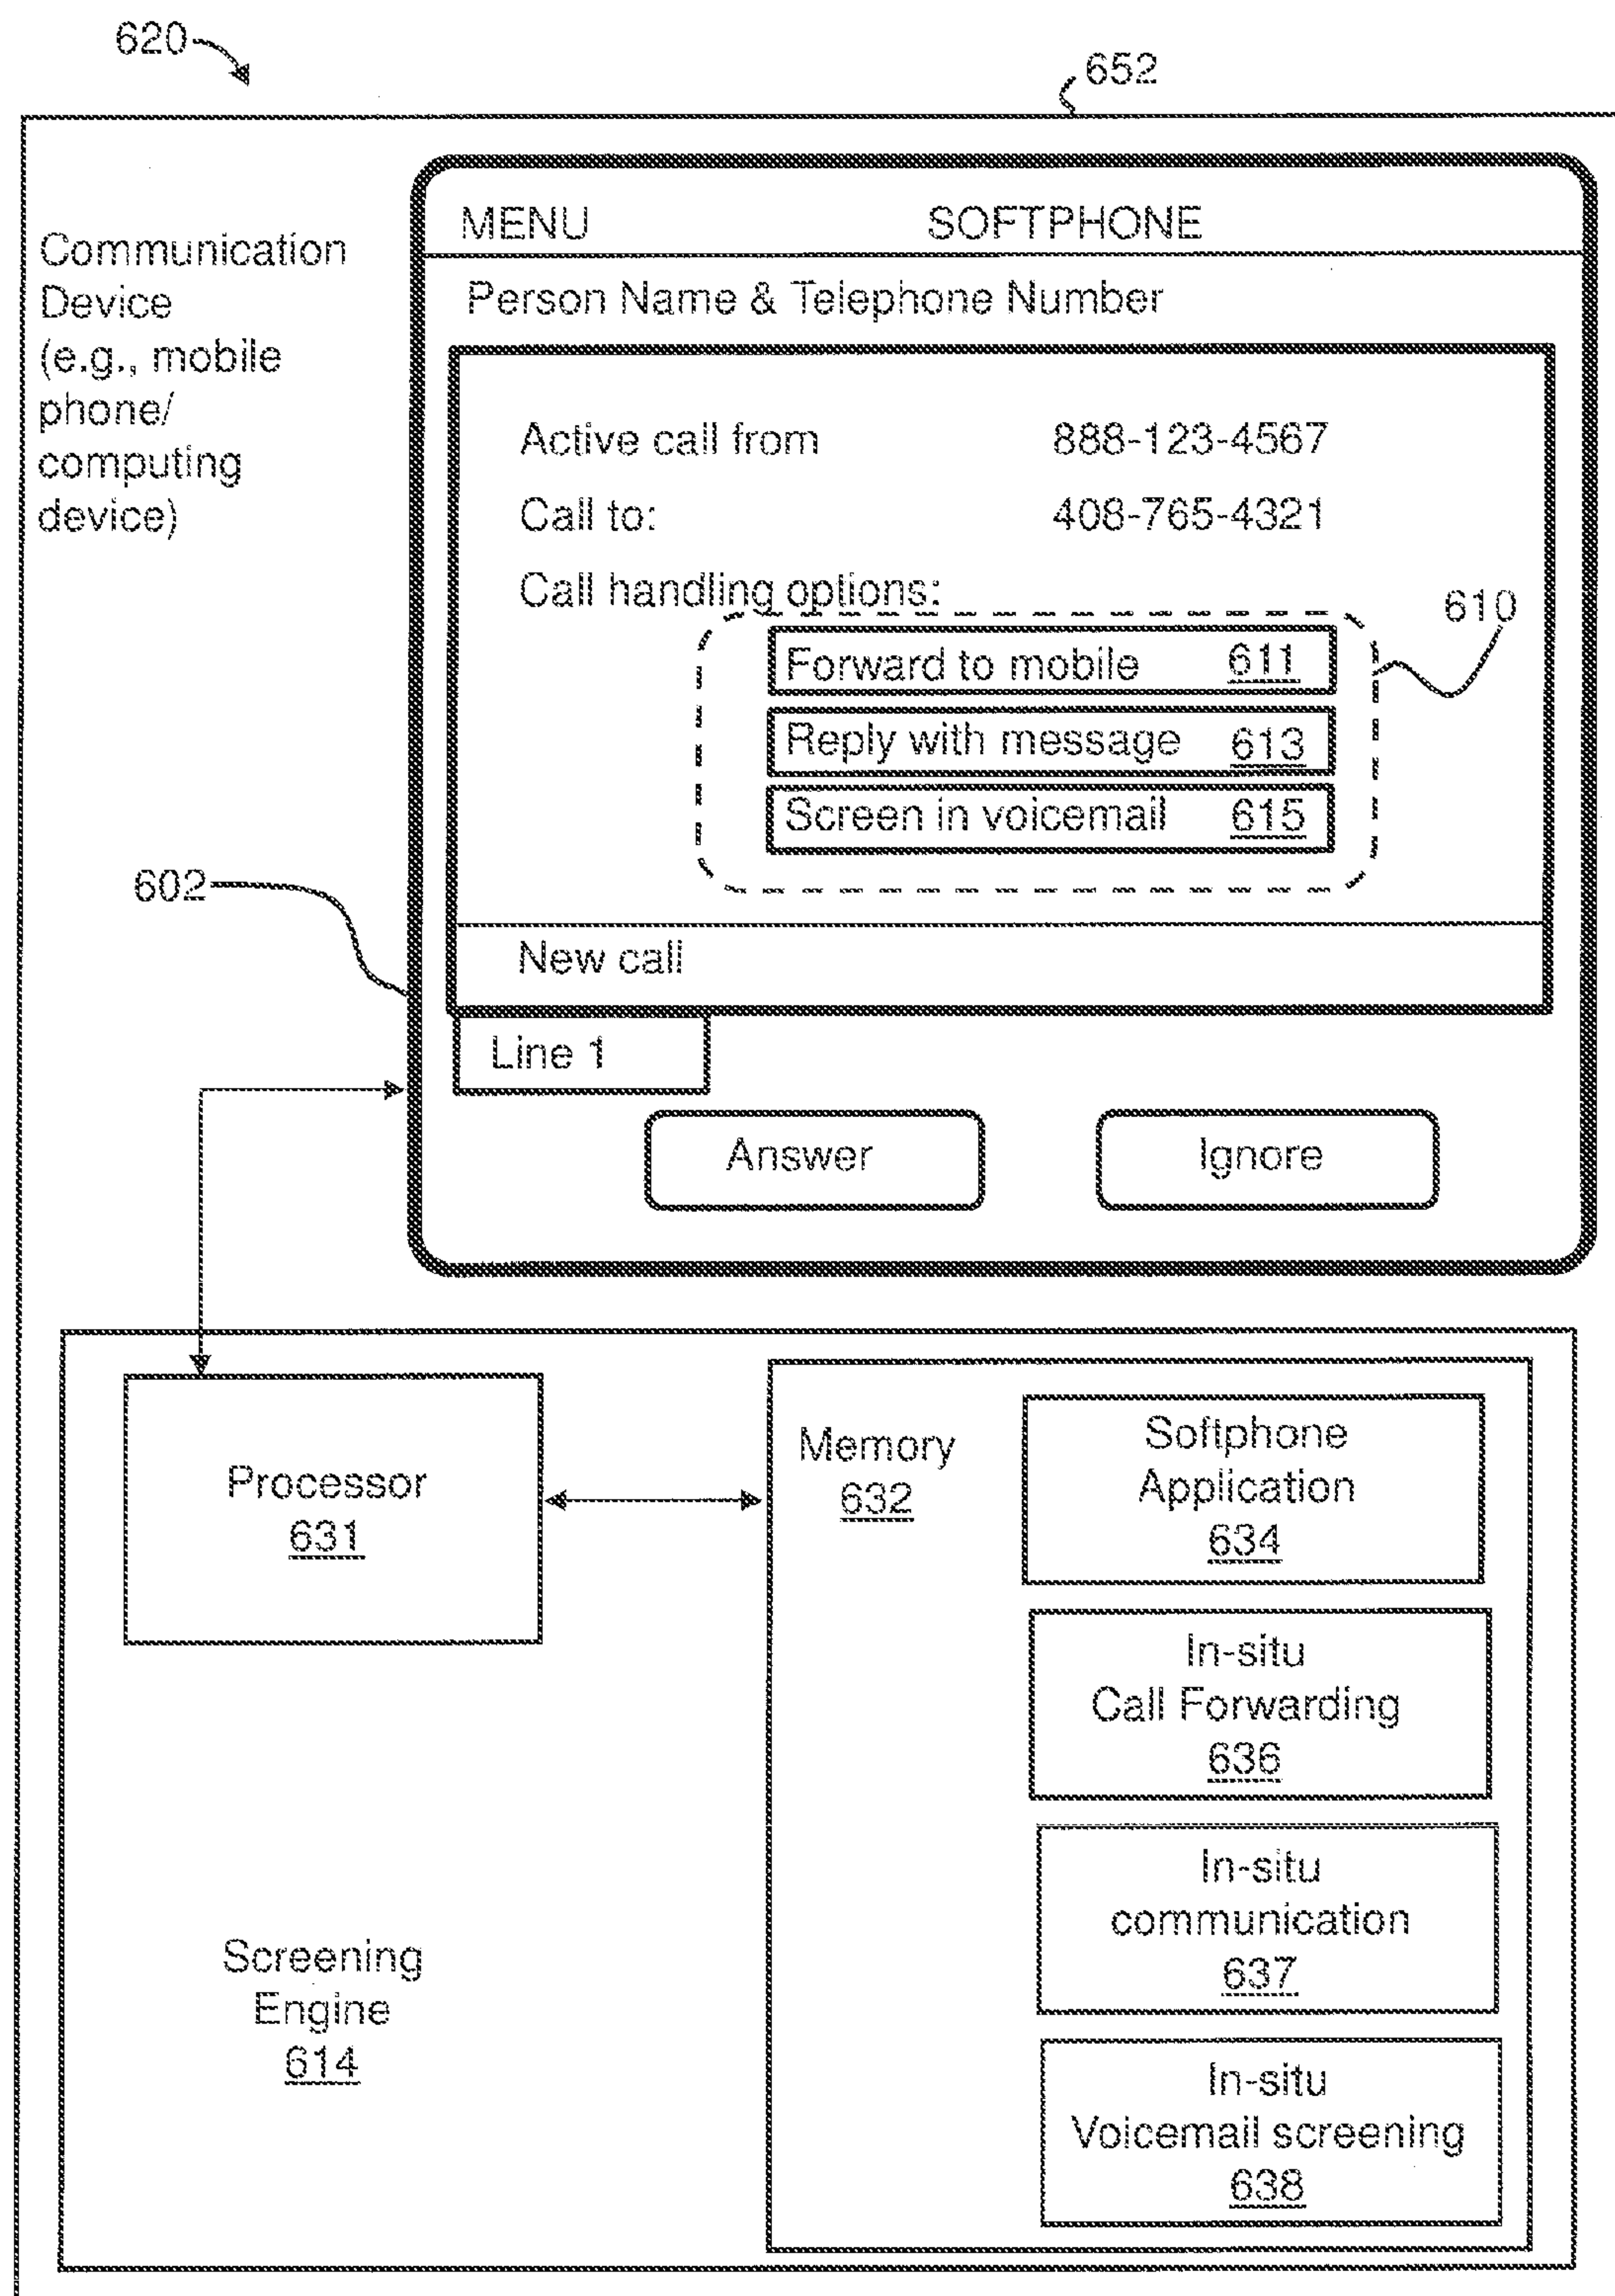 620
652
Communication
Device
(e.g., mobile
phone/
computing
device)
MENU SOFTPHONE
Person Name & Telephone Number
Active call from 888-123-4567
Call to: 408-765-4321
Call handling options:
610
Forward to mobile 611
Reply with message 613
Screen in voicemail 615
602
New call
Line 1
Answer Ignore
Processor
631
Memory
632
Softphone
Application
634
In-situ
Call Forwarding
636
In-situ
communication
637
Screening
Engine
614
In-situ
Voicemail screening
638